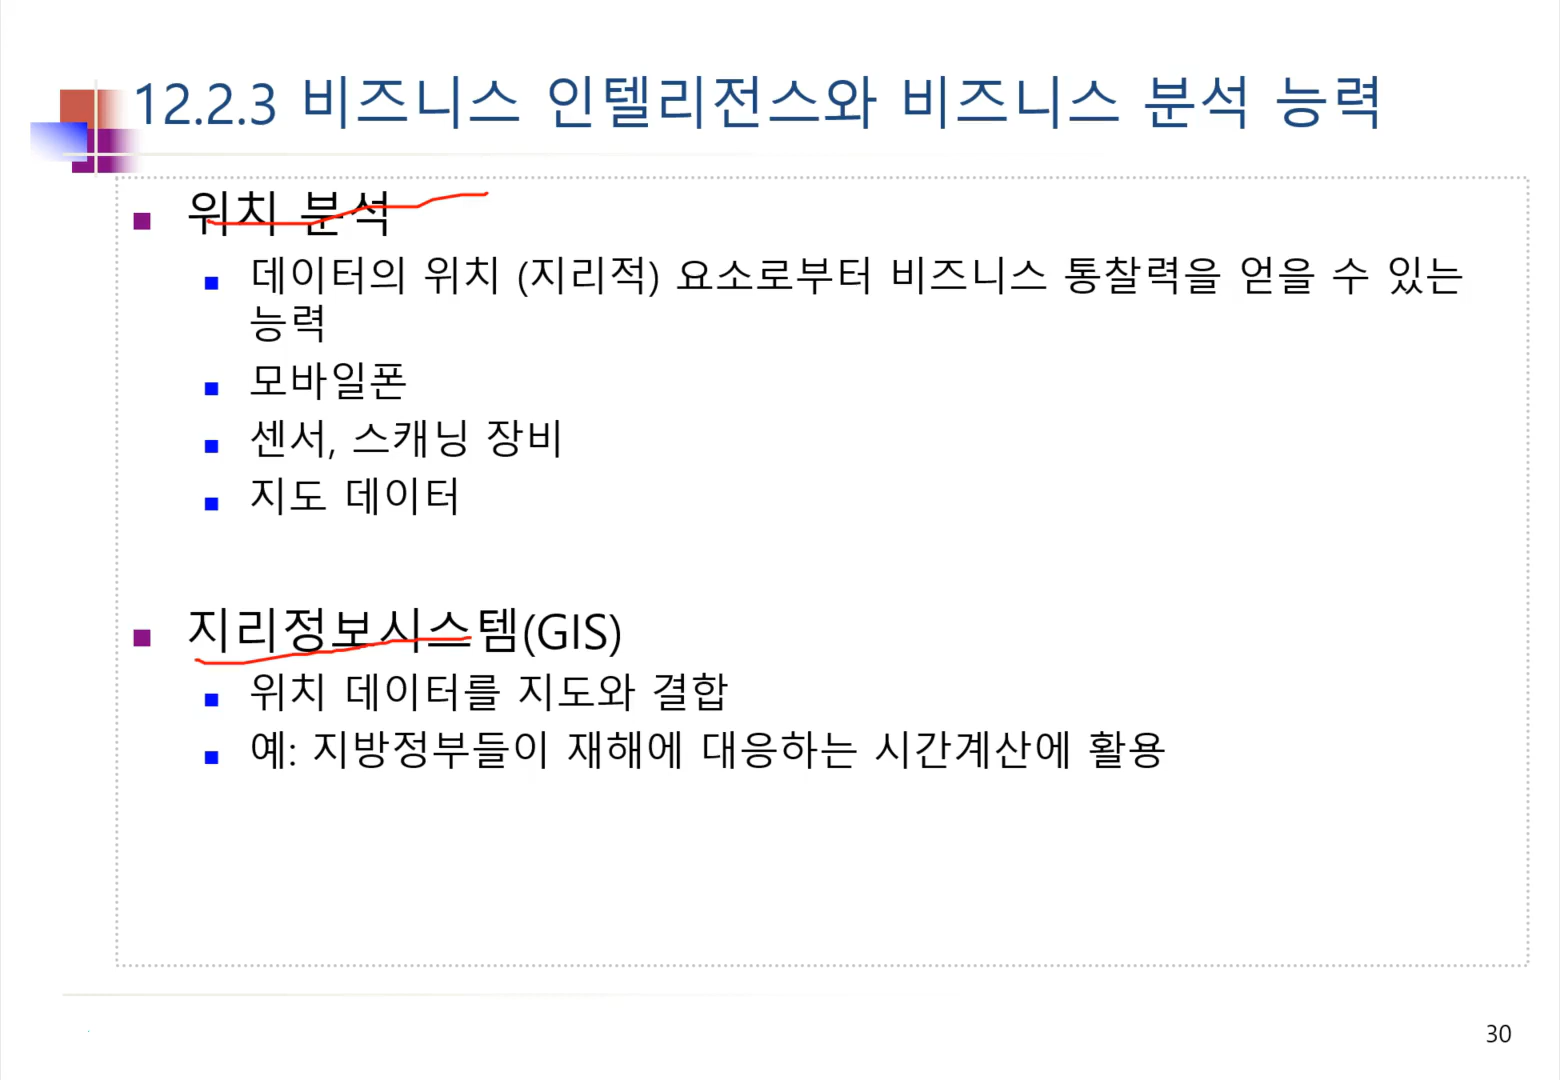 12.2.3 비즈니스 인텔리전스와 비즈니스 분석 능력
위치 분석
데이터의 위치 (지리적) 요소로부터 비즈니스 통찰력을 얻을 수 있는
능력
모바일폰
센서, 스캐닝 장비
지도 데이터
지리정보시스템(GIS)
위치 데이터를 지도와 결합
예: 지방정부들이 재해에 대응하는 시간계산에 활용
30